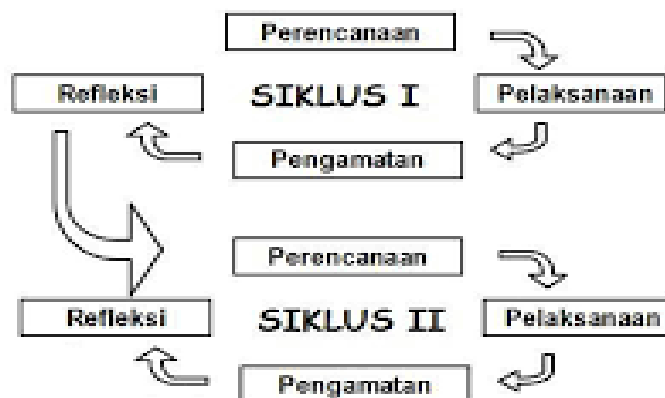 Perencanaan
Refleksi
SIKLUS I
Pelaksanaan
Pengamatan
Perencanaan
Refleksi
SIKLUS II
Pelaksanaan
Pengamatan